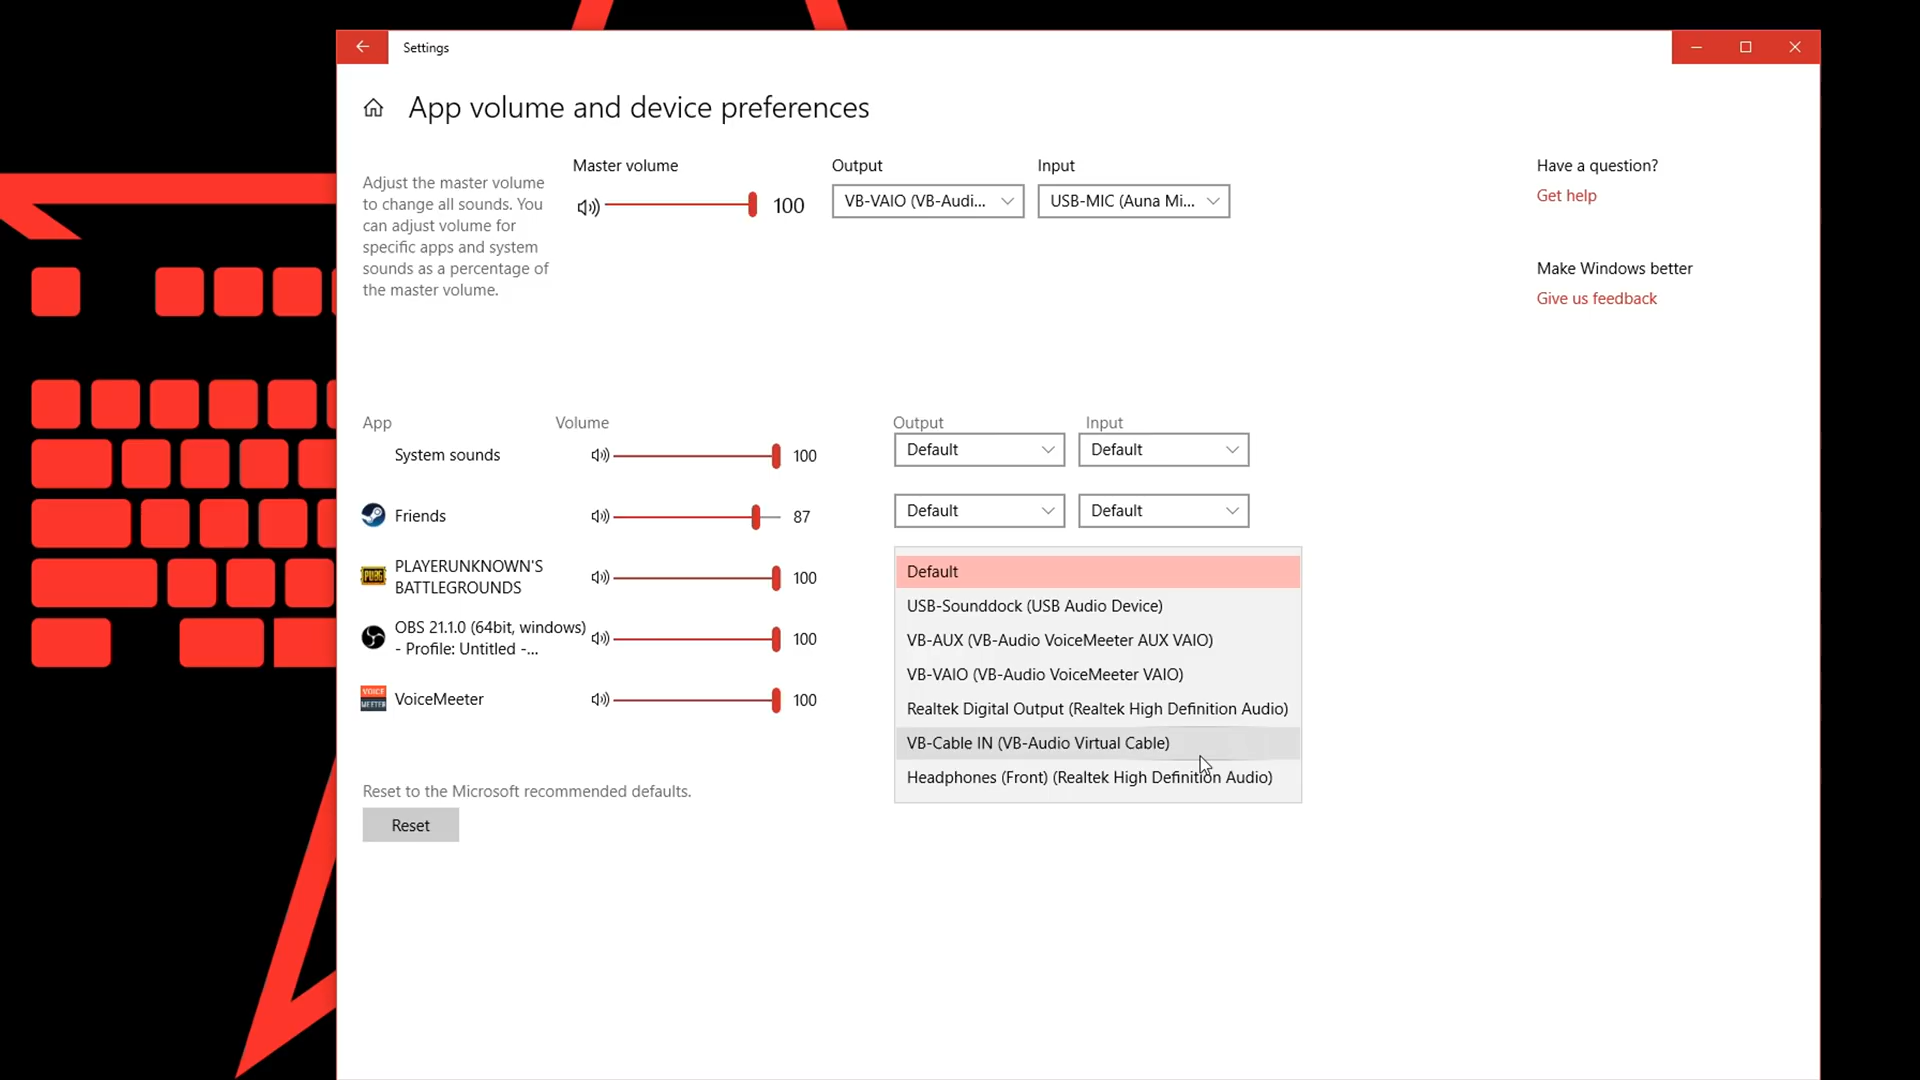 Settings
App volume and device preferences
Adjust the master volume
to change all sounds. You
can adjust volume for
specific apps and system
sounds as a percentage of
the master volume.
Master volume
100
Output
VB-VAIO (VB-Audi...
Input
USB-MIC (Auna Mi...
Have a question?
Get help
Make Windows better
Give us feedback
App Volume Output Input
System sounds 100 Default Default
Friends 87 Default Default
PLAYERUNKNOWN'S
BATTLEGROUNDS
PUBG
100
OBS 21.1.0 (64bit, windows)
- Profile: Untitled -...
100
VOICE
MEETER
VoiceMeeter 100
Default
USB-Sounddock (USB Audio Device)
VB-AUX (VB-Audio VoiceMeeter AUX VAIO)
VB-VAIO (VB-Audio VoiceMeeter VAIO)
Realtek Digital Output (Realtek High Definition Audio)
VB-Cable IN (VB-Audio Virtual Cable)
Headphones (Front) (Realtek High Definition Audio)
Reset to the Microsoft recommended defaults.
Reset